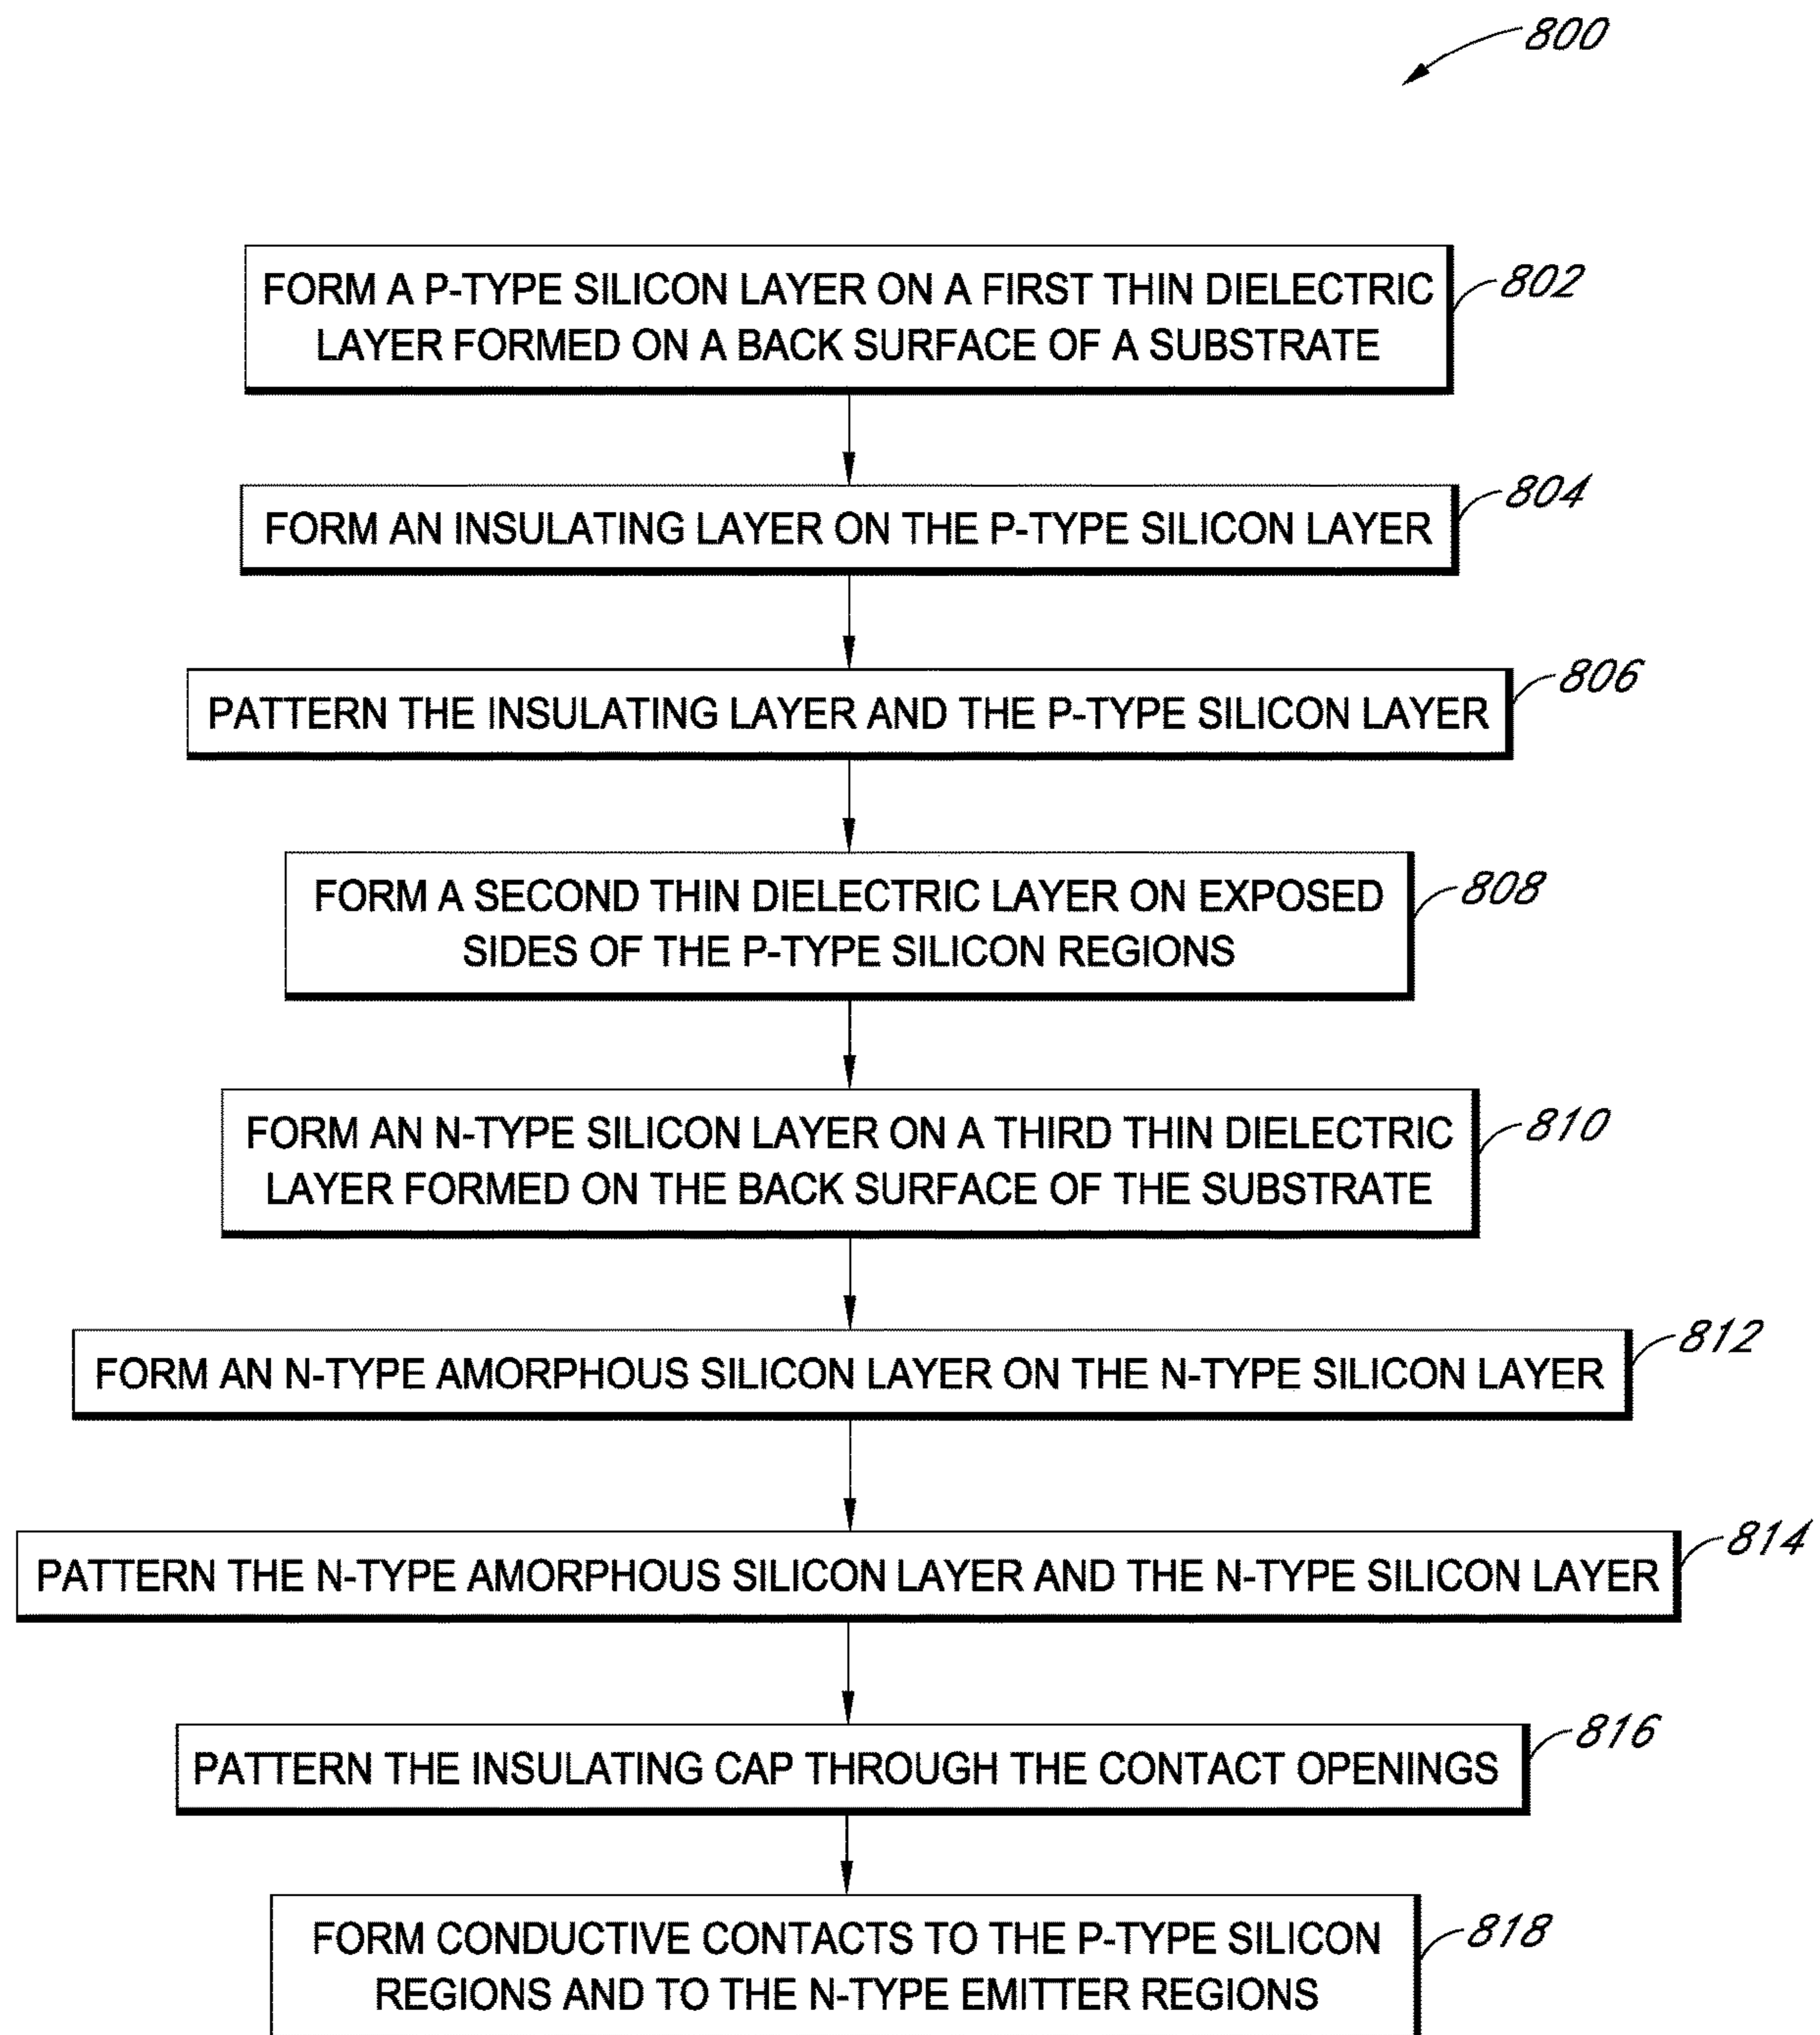 800
FORM A P-TYPE SILICON LAYER ON A FIRST THIN DIELECTRIC
LAYER FORMED ON A BACK SURFACE OF A SUBSTRATE
802
FORM AN INSULATING LAYER ON THE P-TYPE SILICON LAYER
804
PATTERN THE INSULATING LAYER AND THE P-TYPE SILICON LAYER
806
FORM A SECOND THIN DIELECTRIC LAYER ON EXPOSED
SIDES OF THE P-TYPE SILICON REGIONS
808
FORM AN N-TYPE SILICON LAYER ON A THIRD THIN DIELECTRIC
LAYER FORMED ON THE BACK SURFACE OF THE SUBSTRATE
810
FORM AN N-TYPE AMORPHOUS SILICON LAYER ON THE N-TYPE SILICON LAYER
812
PATTERN THE N-TYPE AMORPHOUS SILICON LAYER AND THE N-TYPE SILICON LAYER
814
PATTERN THE INSULATING CAP THROUGH THE CONTACT OPENINGS
816
FORM CONDUCTIVE CONTACTS TO THE P-TYPE SILICON
REGIONS AND TO THE N-TYPE EMITTER REGIONS
818